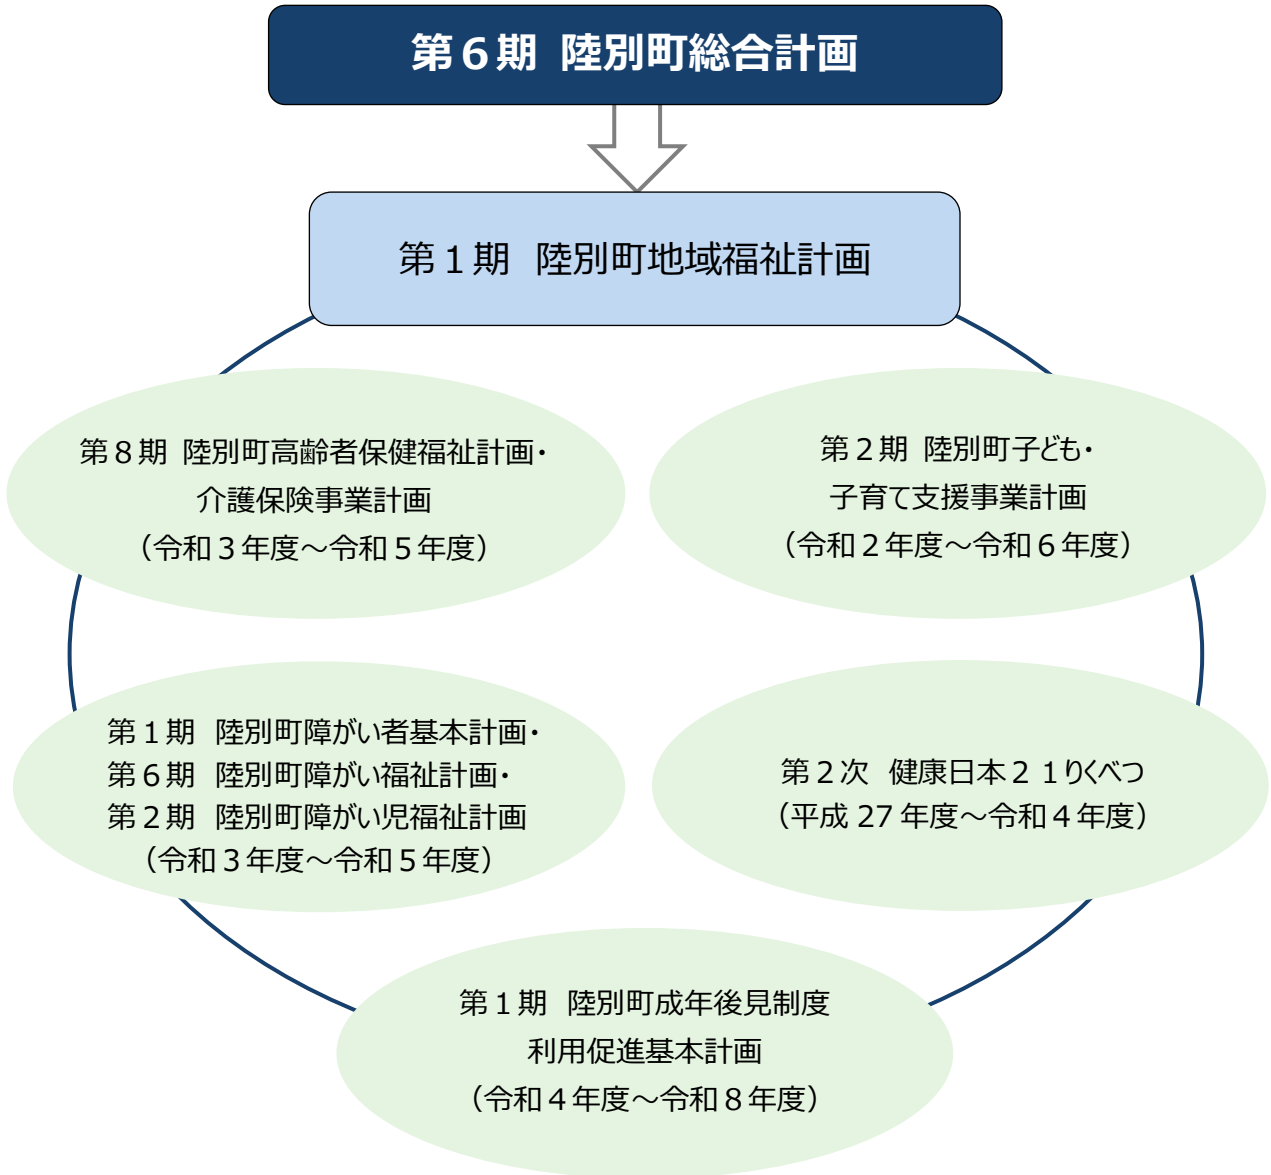 第６期 陸別町総合計画
第１期　陸別町地域福祉計画
第８期 陸別町高齢者保健福祉計画・
介護保険事業計画
（令和３年度～令和５年度）
第２期 陸別町子ども・
子育て支援事業計画
（令和２年度～令和６年度）
第１期　陸別町障がい者基本計画・
第６期　陸別町障がい福祉計画・
第２期　陸別町障がい児福祉計画
（令和３年度～令和５年度）
第２次　健康日本２１りくべつ
（平成 27 年度～令和４年度）
第１期　陸別町成年後見制度
利用促進基本計画
（令和４年度～令和８年度）